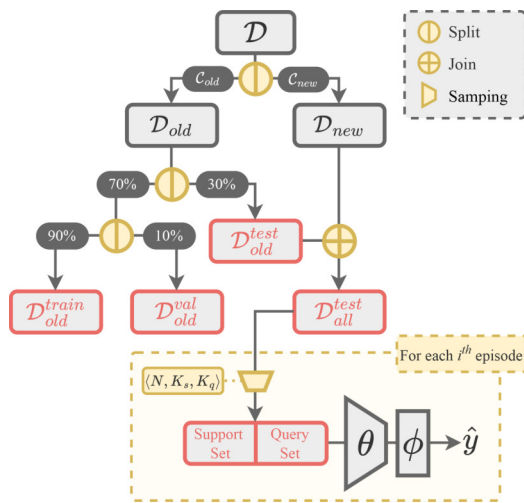 𝒟
Split
Join
Samping
𝒞_old
𝒞_new
𝒟_old
𝒟_new
70%
30%
90%
10%
𝒟_old^test
𝒟_old^train
𝒟_old^val
𝒟_all^test
For each i^th episode
⟨N, K_s, K_q⟩
Support
Set
Query
Set
θ
ϕ
ŷ